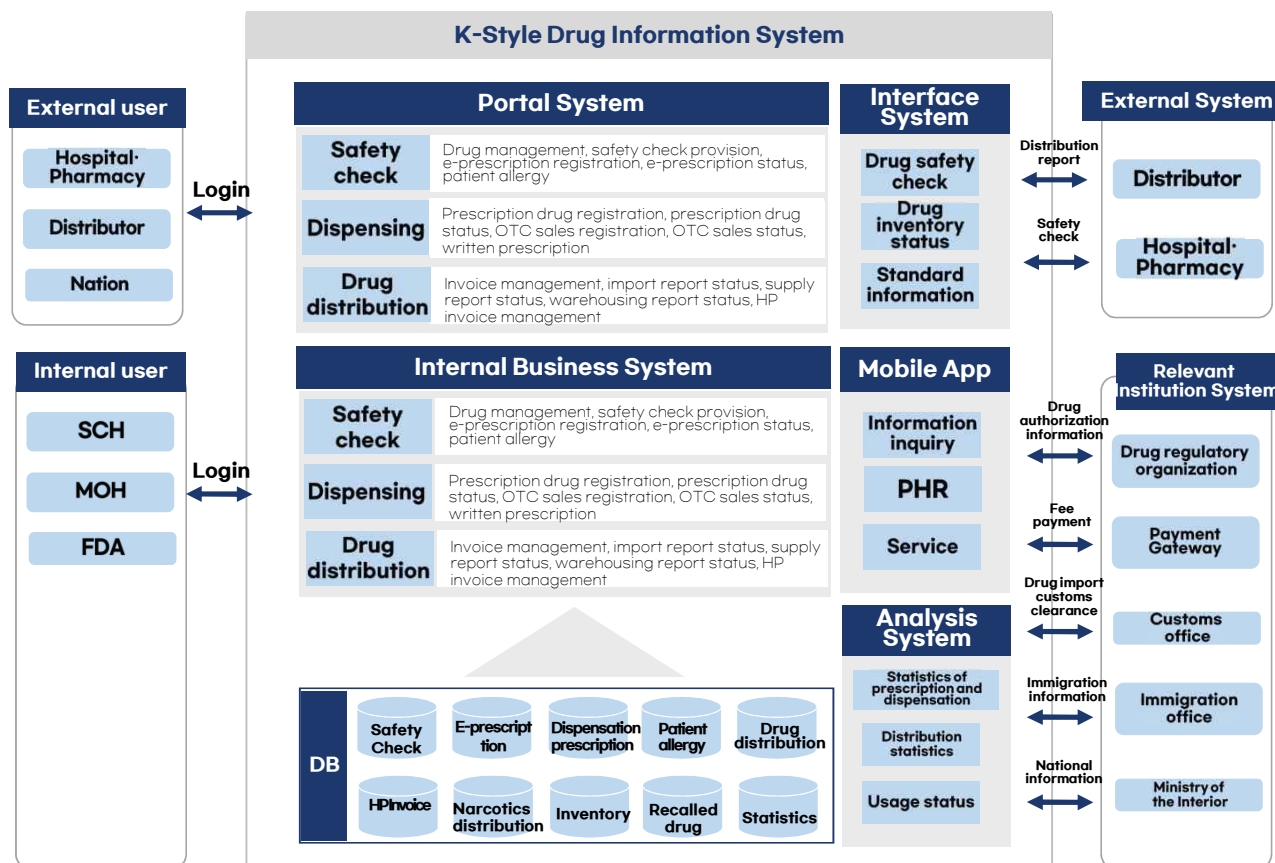 K-Style Drug Information System
External user
Hospital·
Pharmacy
Distributor
Nation
Login
Internal user
SCH
MOH
FDA
Login
Portal System
Safety
check
Drug management, safety check provision,
e-prescription registration, e-prescription status,
patient allergy
Dispensing
Prescription drug registration, prescription drug
status, OTC sales registration, OTC sales status,
written prescription
Drug
distribution
Invoice management, import report status, supply
report status, warehousing report status, HP
invoice management
Internal Business System
Safety
check
Drug management, safety check provision,
e-prescription registration, e-prescription status,
patient allergy
Dispensing
Prescription drug registration, prescription drug
status, OTC sales registration, OTC sales status,
written prescription
Drug
distribution
Invoice management, import report status, supply
report status, warehousing report status, HP
invoice management
DB
Safety
Check
E-prescript
tion
Dispensation
prescription
Patient
allergy
Drug
distribution
HPInvoice
Narcotics
distribution
Inventory
Recalled
drug
Statistics
Interface
System
Drug safety
check
Drug
inventory
status
Standard
information
Mobile App
Information
inquiry
PHR
Service
Analysis
System
Statistics of
prescription and
dispensation
Distribution
statistics
Usage status
Distribution
report
Safety
check
External System
Distributor
Hospital·
Pharmacy
Drug
authorization
information
Fee
payment
Drug import
customs
clearance
Immigration
information
National
information
Relevant
Institution System
Drug regulatory
organization
Payment
Gateway
Customs
office
Immigration
office
Ministry of
the Interior